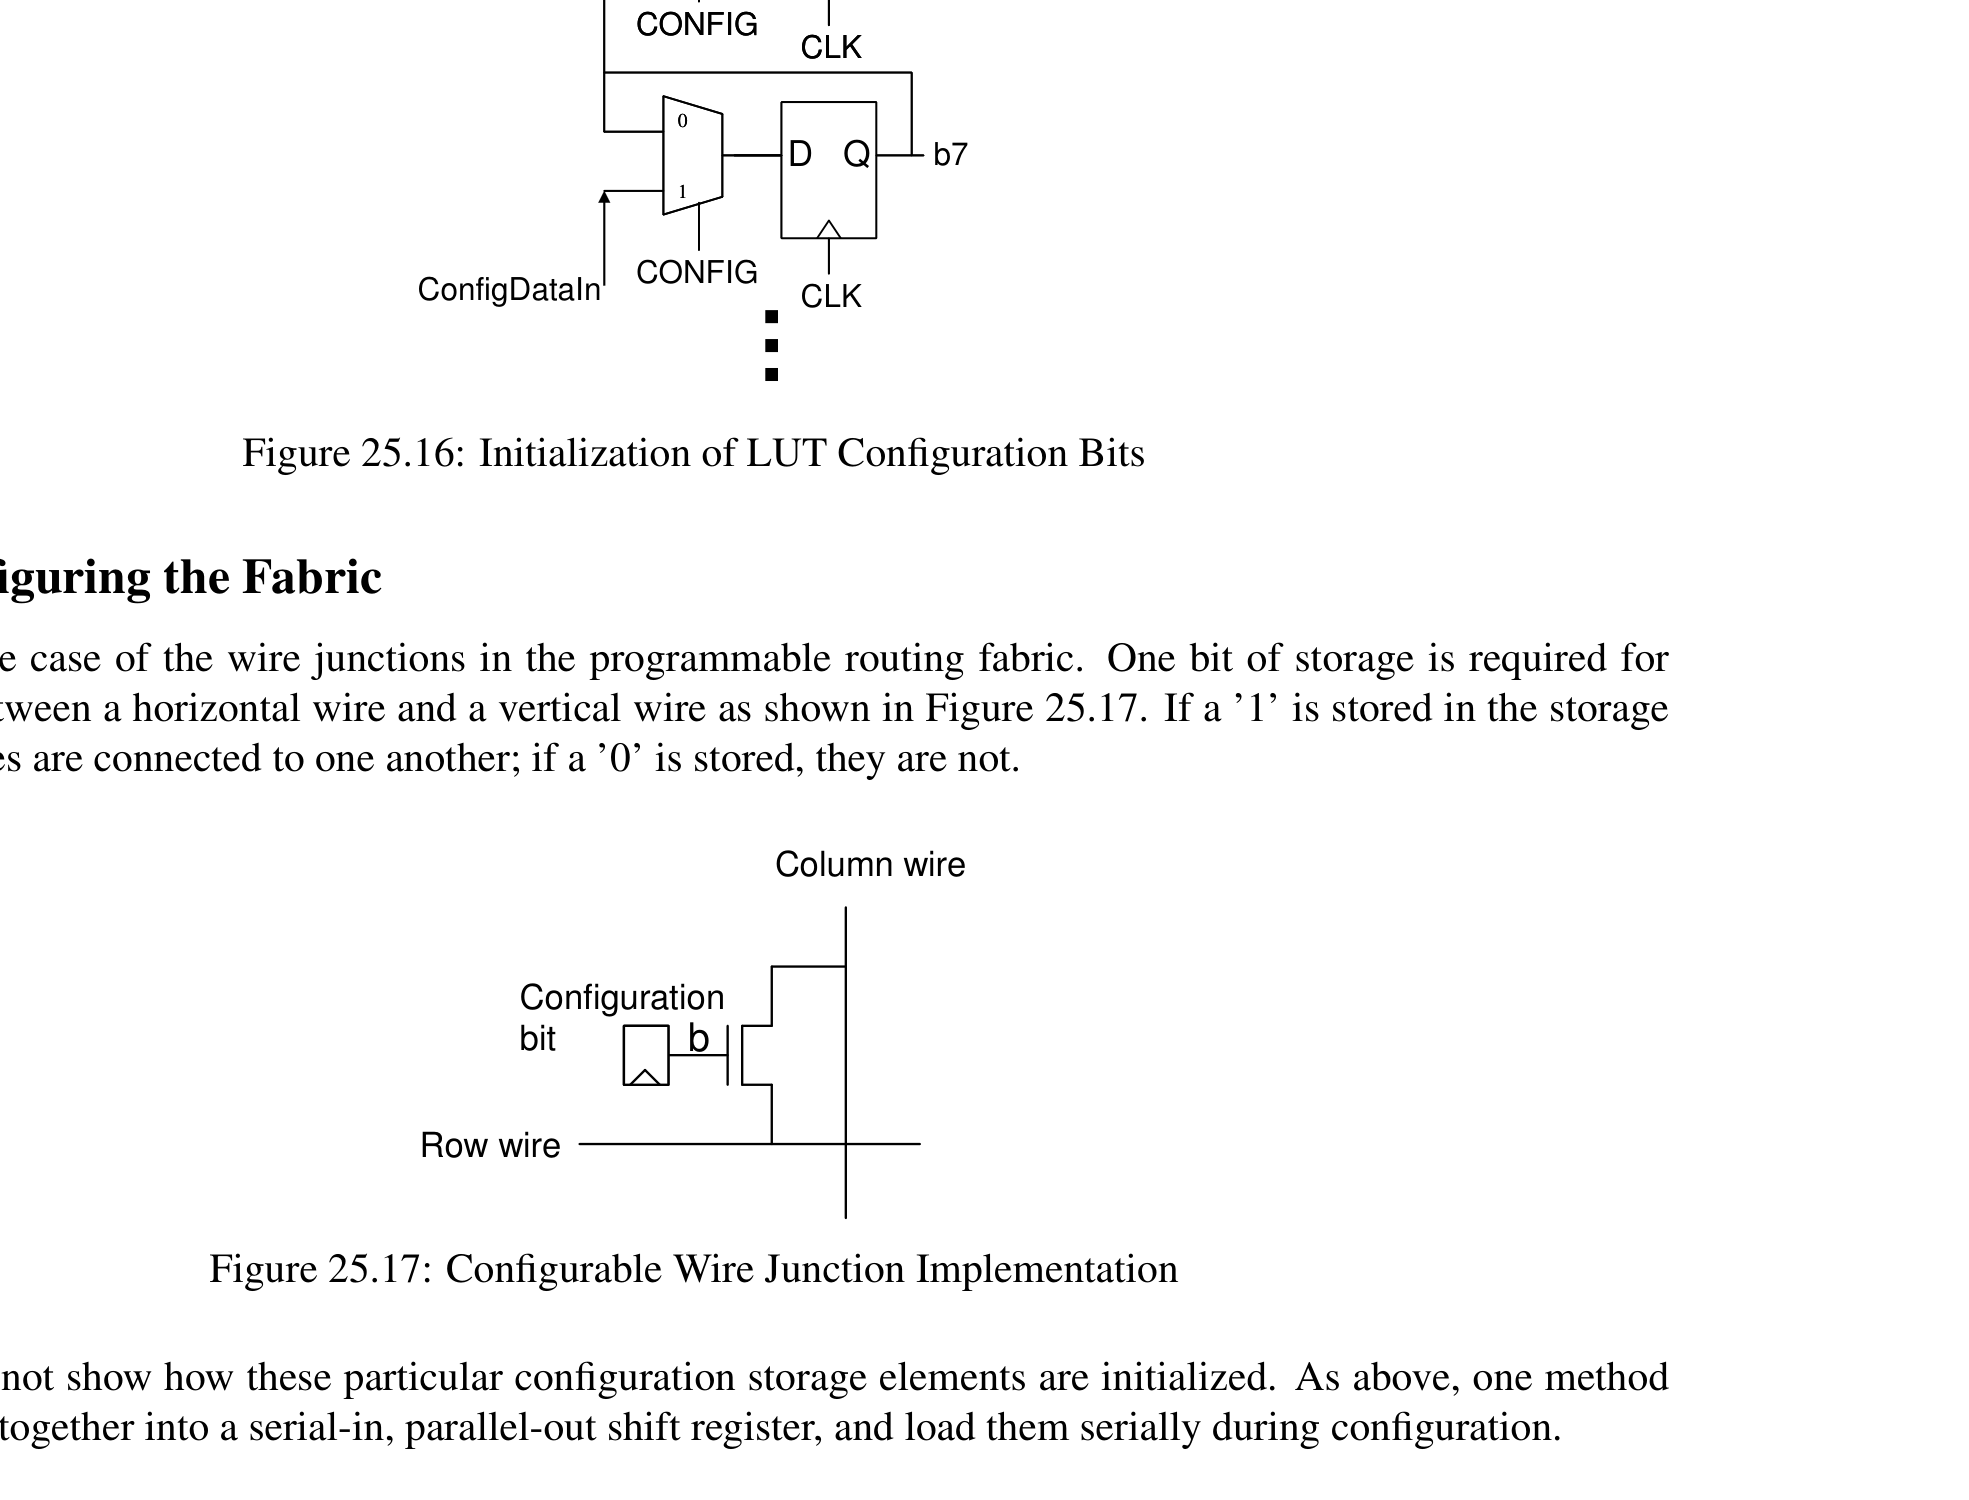 CONFIG
CLK
0
D Q b7
1
CONFIG
ConfigDataIn
CLK
Figure 25.16: Initialization of LUT Configuration Bits
iguring the Fabric
e case of the wire junctions in the programmable routing fabric. One bit of storage is required for
tween a horizontal wire and a vertical wire as shown in Figure 25.17. If a ’1’ is stored in the storage
es are connected to one another; if a ’0’ is stored, they are not.
Column wire
Configuration
bit b
Row wire
Figure 25.17: Configurable Wire Junction Implementation
not show how these particular configuration storage elements are initialized. As above, one method
together into a serial-in, parallel-out shift register, and load them serially during configuration.